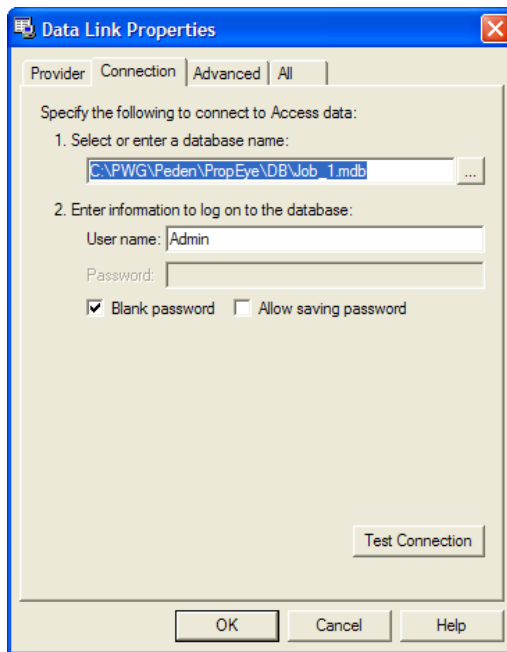 Data Link Properties
Provider Connection Advanced All
Specify the following to connect to Access data:
1. Select or enter a database name:
C:\PWG\Peden\PropEye\DB\Job_1.mdb ...
2. Enter information to log on to the database:
User name: Admin
Password:
Blank password Allow saving password
Test Connection
OK Cancel Help